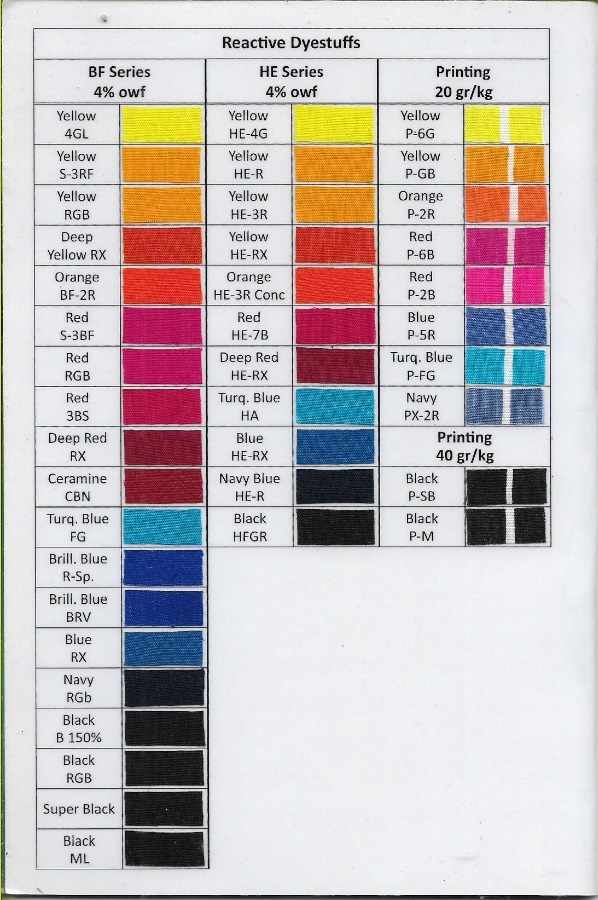 Reactive Dyestuffs
BF Series
4% owf
HE Series
4% owf
Printing
20 gr/kg
Yellow
4GL
Yellow
HE-4G
Yellow
P-6G
Yellow
S-3RF
Yellow
HE-R
Yellow
P-GB
Yellow
RGB
Yellow
HE-3R
Orange
P-2R
Deep
Yellow RX
Yellow
HE-RX
Red
P-6B
Orange
BF-2R
Orange
HE-3R Conc
Red
P-2B
Red
S-3BF
Red
HE-7B
Blue
P-5R
Red
RGB
Deep Red
HE-RX
Turq. Blue
P-FG
Red
3BS
Turq. Blue
HA
Navy
PX-2R
Deep Red
RX
Blue
HE-RX
Printing
40 gr/kg
Ceramine
CBN
Navy Blue
HE-R
Black
P-SB
Turq. Blue
FG
Black
HFGR
Black
P-M
Brill. Blue
R-Sp.
Brill. Blue
BRV
Blue
RX
Navy
RGb
Black
B 150%
Black
RGB
Super Black
Black
ML